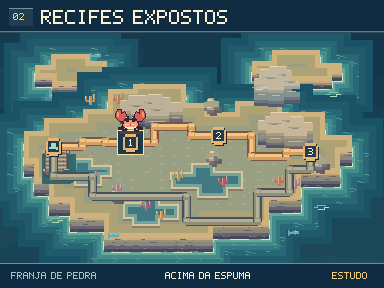 02 RECIFES EXPOSTOS
1
2
3
FRANJA DE PEDRA ACIMA DA ESPUMA ESTUDO